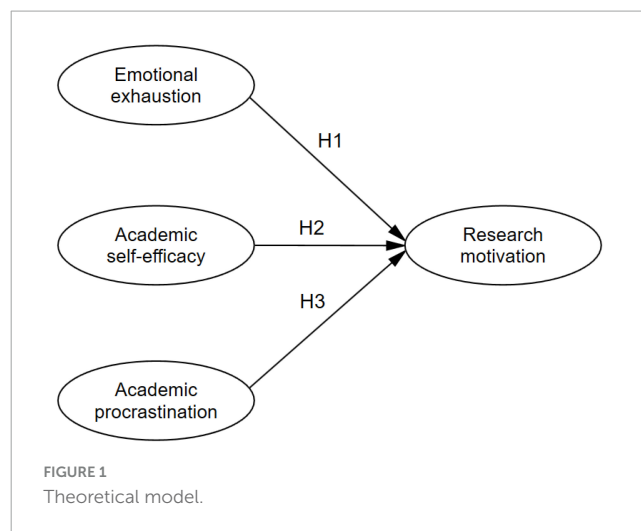 Emotional
exhaustion
H1
Academic
self-efficacy
H2
Research
motivation
H3
Academic
procrastination
FIGURE 1
Theoretical model.